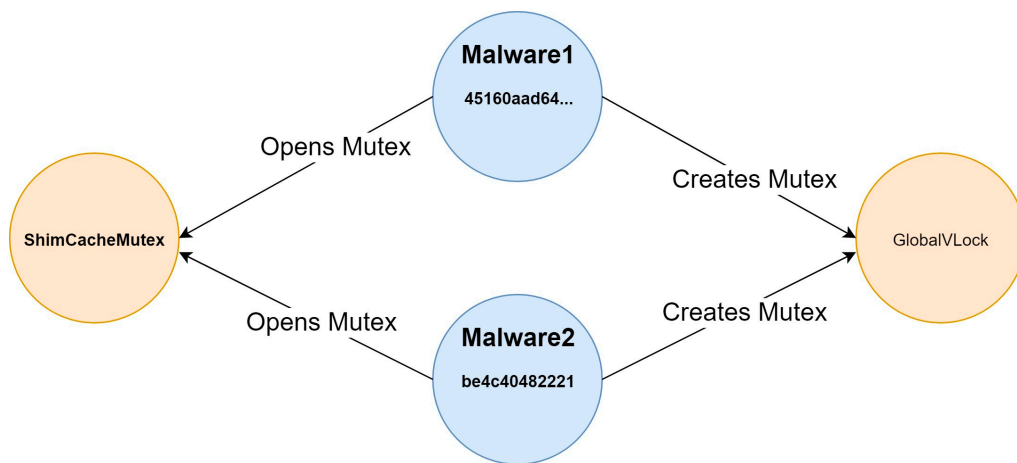 Malware1
45160aad64...
Opens Mutex
Creates Mutex
ShimCacheMutex
GlobalVLock
Opens Mutex
Creates Mutex
Malware2
be4c40482221